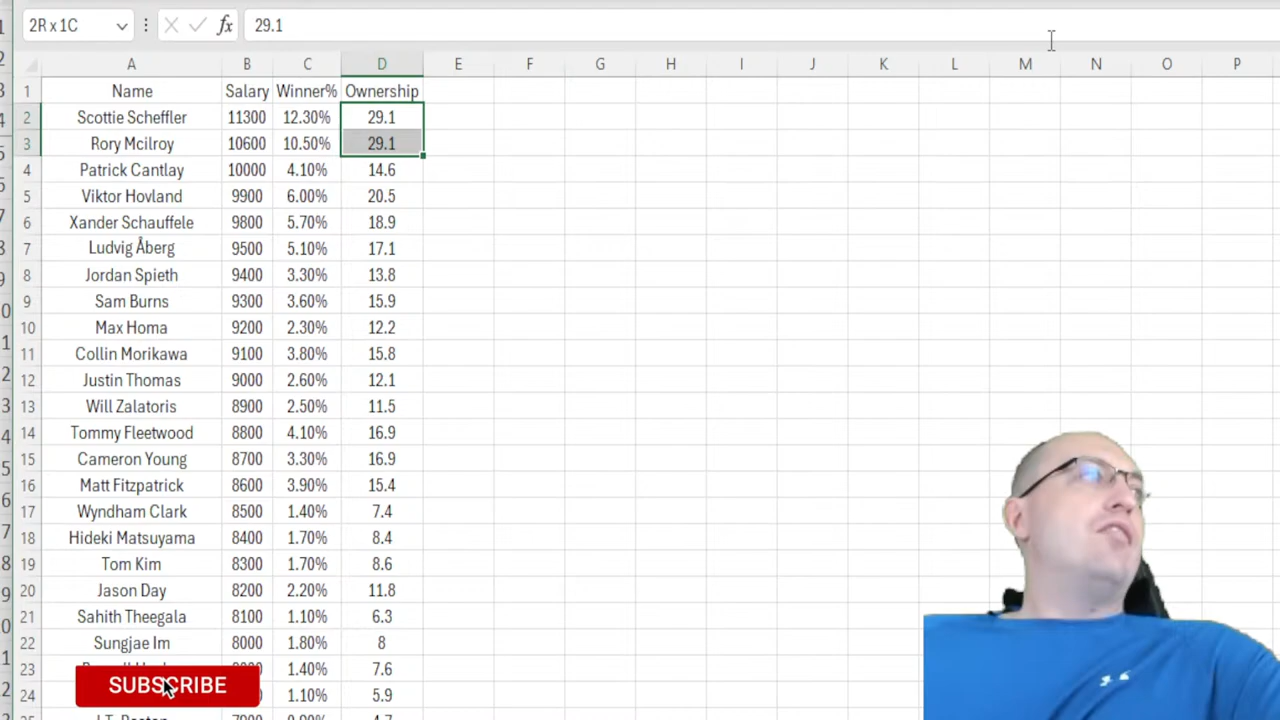 2R x 1C fx 29.1
A B C D E F G H I J K L M N O P
1 Name Salary Winner% Ownership
2 Scottie Scheffler 11300 12.30% 29.1
3 Rory Mcilroy 10600 10.50% 29.1
4 Patrick Cantlay 10000 4.10% 14.6
5 Viktor Hovland 9900 6.00% 20.5
6 Xander Schauffele 9800 5.70% 18.9
7 Ludvig Åberg 9500 5.10% 17.1
8 Jordan Spieth 9400 3.30% 13.8
9 Sam Burns 9300 3.60% 15.9
10 Max Homa 9200 2.30% 12.2
11 Collin Morikawa 9100 3.80% 15.8
12 Justin Thomas 9000 2.60% 12.1
13 Will Zalatoris 8900 2.50% 11.5
14 Tommy Fleetwood 8800 4.10% 16.9
15 Cameron Young 8700 3.30% 16.9
16 Matt Fitzpatrick 8600 3.90% 15.4
17 Wyndham Clark 8500 1.40% 7.4
18 Hideki Matsuyama 8400 1.70% 8.4
19 Tom Kim 8300 1.70% 8.6
20 Jason Day 8200 2.20% 11.8
21 Sahith Theegala 8100 1.10% 6.3
22 Sungjae Im 8000 1.80% 8
23 1.40% 7.6
SUBSCRIBE
24 1.10% 5.9